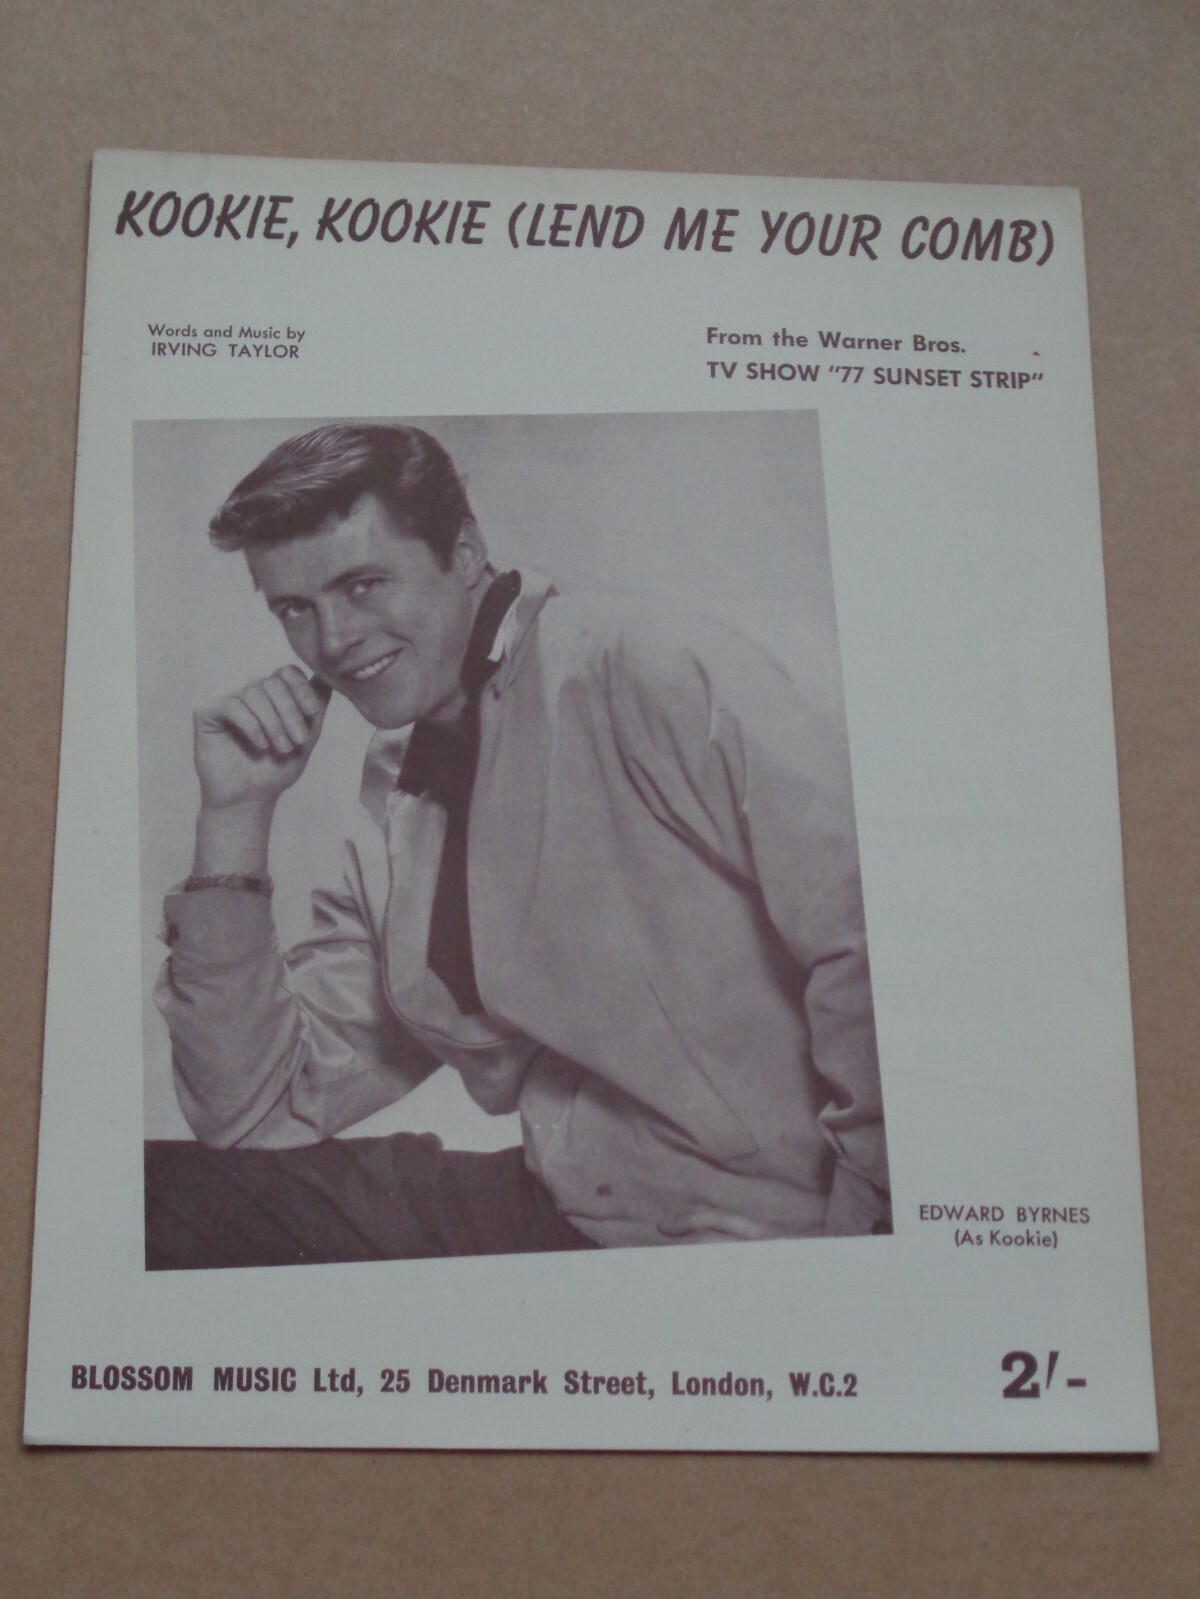 KOOKIE, KOOKIE (LEND ME YOUR COMB)
Words and Music by
IRVING TAYLOR
From the Warner Bros.
TV SHOW "77 SUNSET STRIP"
EDWARD BYRNES
(As Kookie)
BLOSSOM MUSIC Ltd, 25 Denmark Street, London, W.C.2
2/-